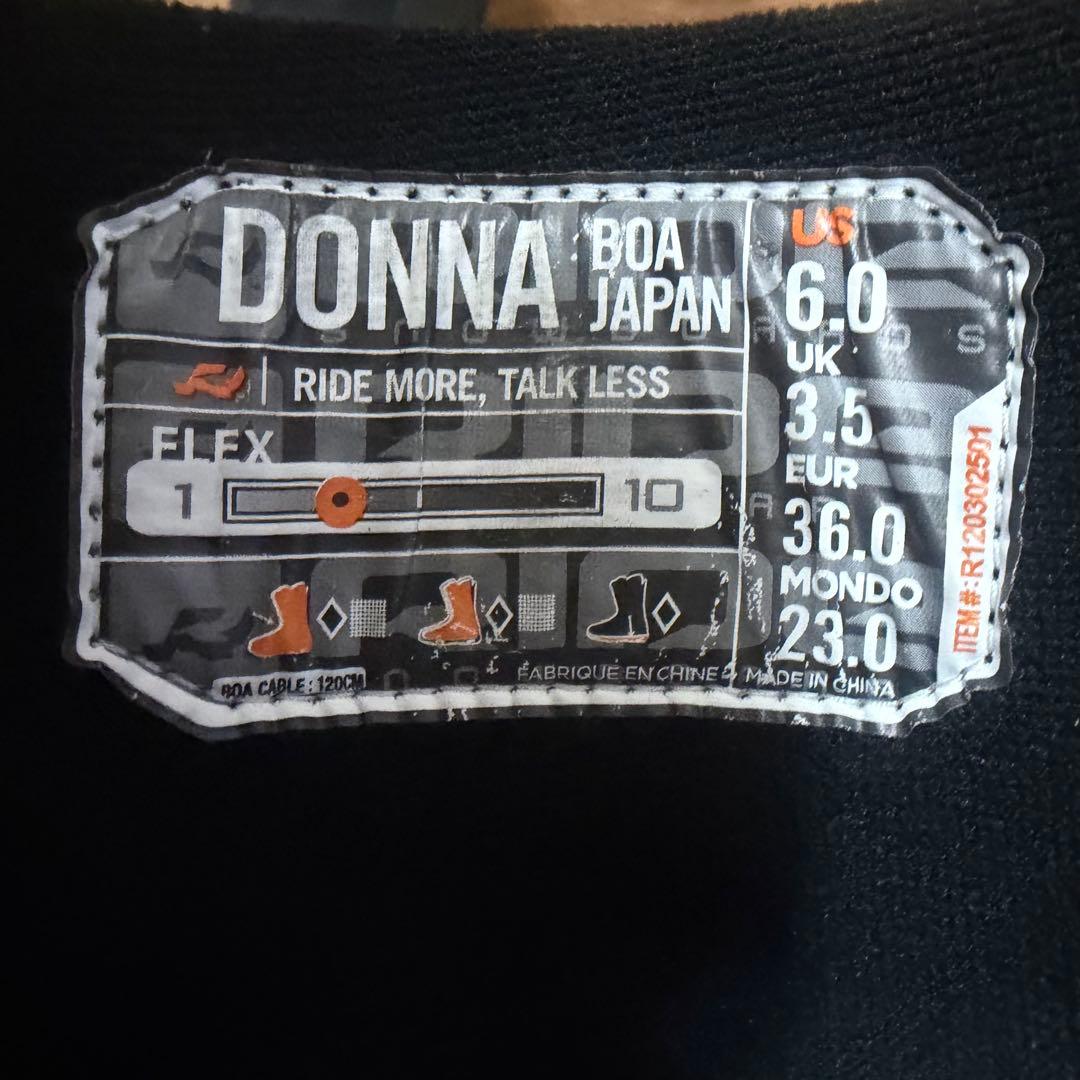 DONNA BOA
JAPAN
RIDE MORE, TALK LESS
FLEX
1 10
BOA CABLE: 120CM
FABRIQUE EN CHINE
MADE IN CHINA
US
6.0
UK
3.5
EUR
36.0
MONDO
23.0
ITEM#: R120302501